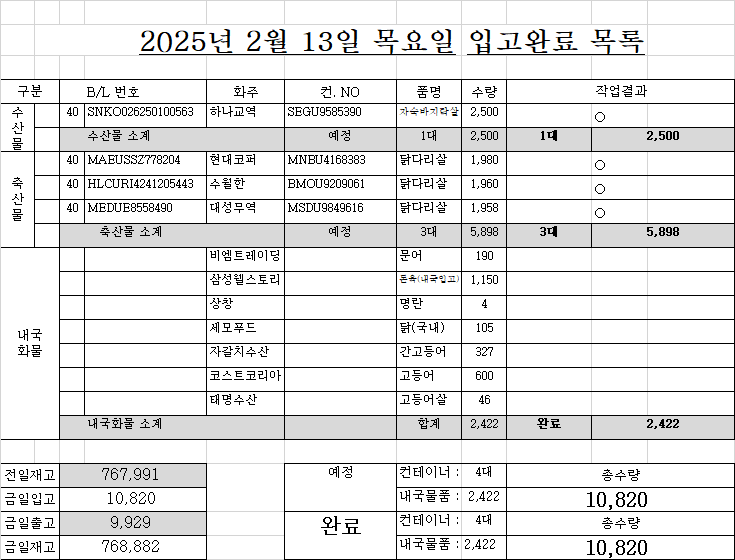 2025년 2월 13일 목요일 입고완료 목록
구분 B/L 번호 화주 컨. NO 품명 수량 작업결과
수산물 40 SNKO026250100563 하나교역 SEGU9585390 자숙바지락살 2,500 ○
수산물 소계 예정 1대 2,500 1대 2,500
축산물 40 MAEUSSZ778204 현대코퍼 MNBU4168383 닭다리살 1,980 ○
40 HLCURI4241205443 수월한 BMOU9209061 닭다리살 1,960 ○
40 MEDUE8558490 대성무역 MSDU9849616 닭다리살 1,958 ○
축산물 소계 예정 3대 5,898 3대 5,898
내국화물 비엠트레이딩 문어 190
삼성웰스토리 돈육(내국입고) 1,150
상창 명란 4
세모푸드 닭(국내) 105
자갈치수산 간고등어 327
코스트코리아 고등어 600
태명수산 고등어살 46
내국화물 소계 합계 2,422 완료 2,422
전일재고 767,991 예정 컨테이너 : 4대 총수량
금일입고 10,820 내국물품 : 2,422 10,820
금일출고 9,929 완료 컨테이너 : 4대 총수량
금일재고 768,882 내국물품 : 2,422 10,820